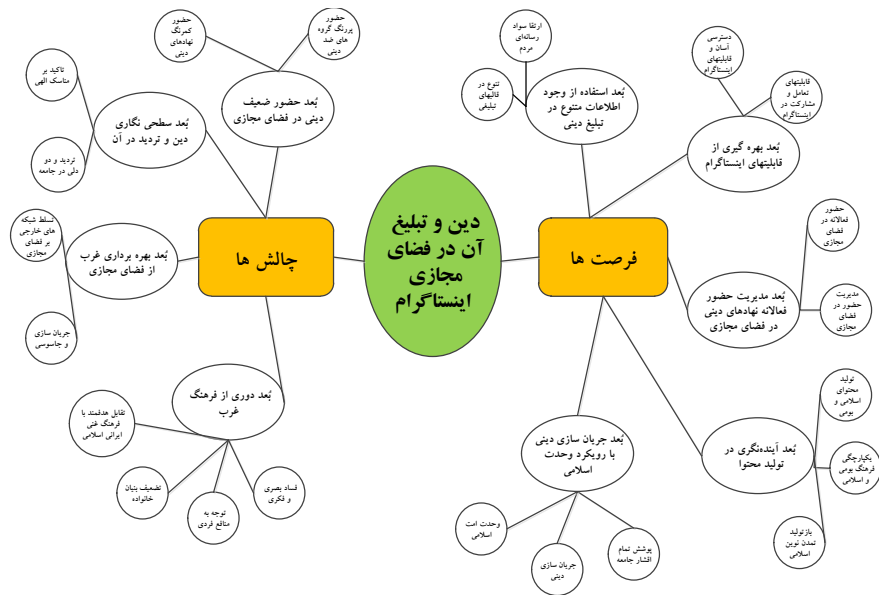 دین و تبلیغ
آن در فضای
مجازی
اینستاگرام
فرصت ها
بُعد استفاده از وجود
اطلاعات متنوع در
تبلیغ دینی
ارتقا سواد
رسانه‌ای
مردم
تنوع در
قالبهای
تبلیغی
بُعد بهره گیری از
قابلیتهای اینستاگرام
دسترسی
آسان و
قابلیتهای
اینستاگرام
قابلیتهای
تعامل و
مشارکت در
اینستاگرام
بُعد مدیریت حضور
فعالانه نهادهای دینی
در فضای مجازی
حضور
فعالانه در
فضای
مجازی
مدیریت
حضور در
فضای
مجازی
بُعد آینده‌نگری در
تولید محتوا
تولید
محتوای
اسلامی و
بومی
یکپارچگی
فرهنگ بومی
و اسلامی
بازتولید
تمدن نوین
اسلامی
بُعد جریان سازی دینی
با رویکرد وحدت
اسلامی
پوشش تمام
اقشار جامعه
جریان سازی
دینی
وحدت امت
اسلامی
چالش ها
بُعد حضور ضعیف
دینی در فضای مجازی
حضور
پررنگ گروه
های ضد
دینی
حضور
کمرنگ
نهادهای
دینی
بُعد سطحی نگاری
دین و تردید در آن
تاکید بر
مناسک الهی
تردید و دو
دلی در جامعه
بُعد بهره برداری غرب
از فضای مجازی
تسلط شبکه
های خارجی
بر فضای
مجازی
جریان سازی
و جاسوسی
بُعد دوری از فرهنگ
غرب
تقابل هدفمند با
فرهنگ غنی
ایرانی اسلامی
تضعیف بنیان
خانواده
توجه به
منافع فردی
فساد بصری
و فکری